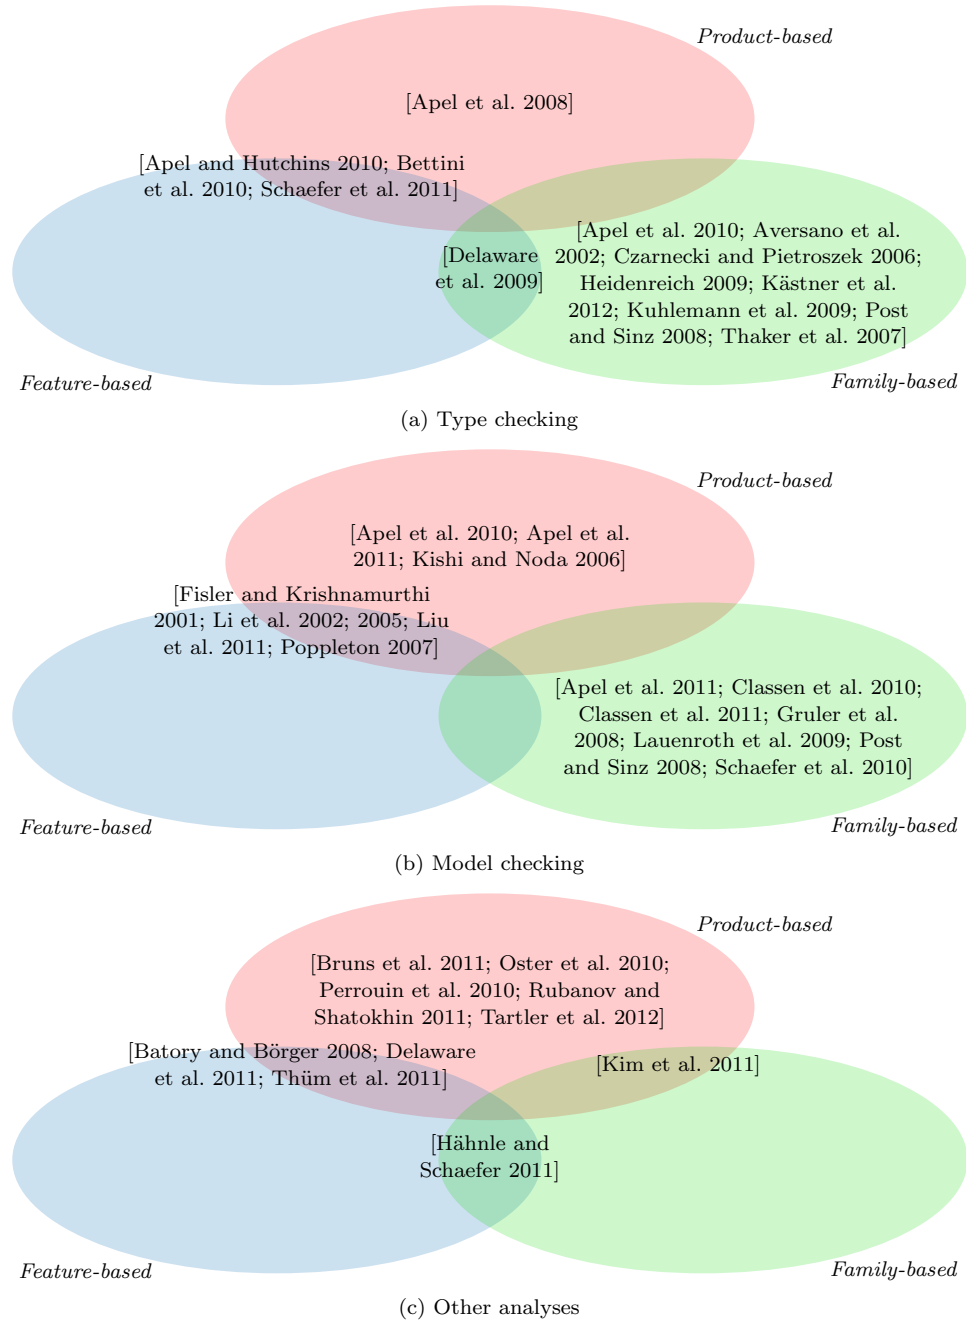 Product-based
[Apel et al. 2008]
[Apel and Hutchins 2010; Bettini
et al. 2010; Schaefer et al. 2011]
[Delaware
et al. 2009]
[Apel et al. 2010; Aversano et al.
2002; Czarnecki and Pietroszek 2006;
Heidenreich 2009; Kästner et al.
2012; Kuhlemann et al. 2009; Post
and Sinz 2008; Thaker et al. 2007]
Feature-based
Family-based
(a) Type checking
Product-based
[Apel et al. 2010; Apel et al.
2011; Kishi and Noda 2006]
[Fisler and Krishnamurthi
2001; Li et al. 2002; 2005; Liu
et al. 2011; Poppleton 2007]
[Apel et al. 2011; Classen et al. 2010;
Classen et al. 2011; Gruler et al.
2008; Lauenroth et al. 2009; Post
and Sinz 2008; Schaefer et al. 2010]
Feature-based
Family-based
(b) Model checking
Product-based
[Bruns et al. 2011; Oster et al. 2010;
Perrouin et al. 2010; Rubanov and
Shatokhin 2011; Tartler et al. 2012]
[Batory and Börger 2008; Delaware
et al. 2011; Thüm et al. 2011]
[Kim et al. 2011]
[Hähnle and
Schaefer 2011]
Feature-based
Family-based
(c) Other analyses